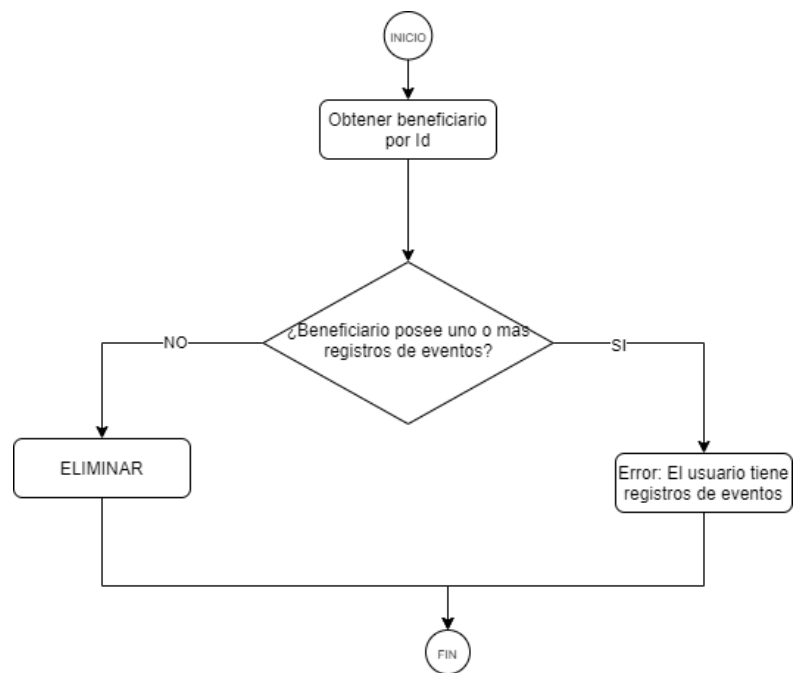 INICIO
Obtener beneficiario
por Id
¿Beneficiario posee uno o mas
registros de eventos?
NO
SI
ELIMINAR
Error: El usuario tiene
registros de eventos
FIN